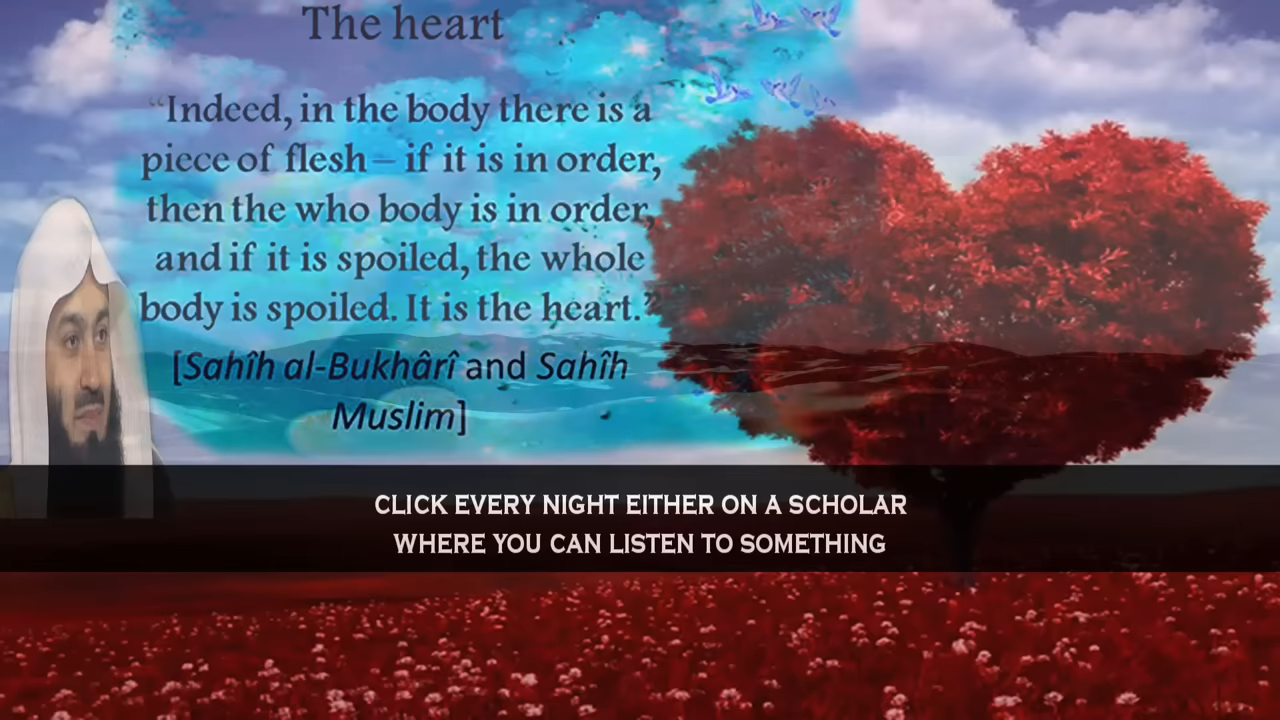 The heart
“Indeed, in the body there is a
piece of flesh – if it is in order,
then the who body is in order,
and if it is spoiled, the whole
body is spoiled. It is the heart.”
[Sahîh al-Bukhârî and Sahîh
Muslim]
CLICK EVERY NIGHT EITHER ON A SCHOLAR
WHERE YOU CAN LISTEN TO SOMETHING